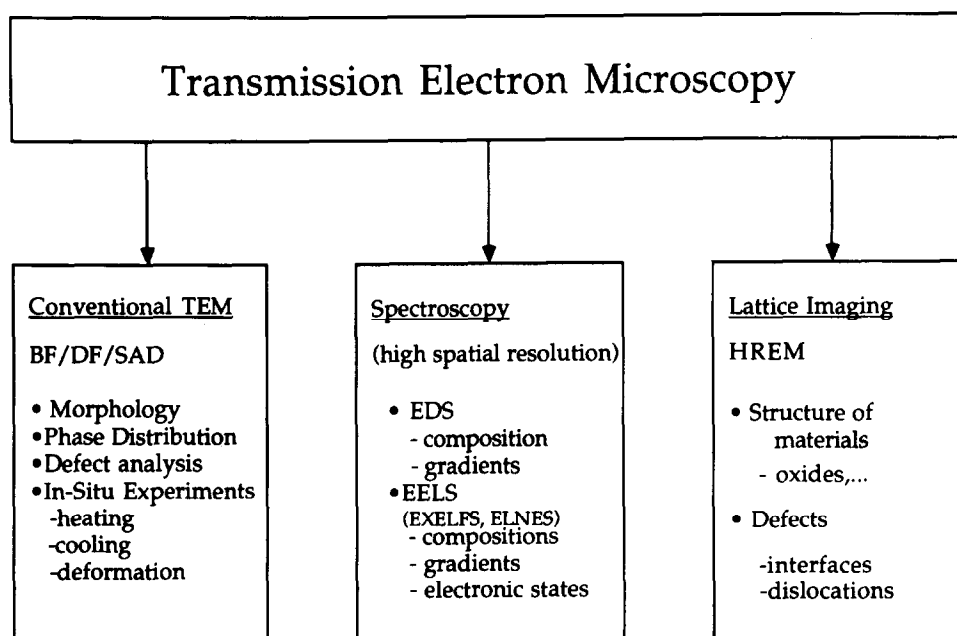 Transmission Electron Microscopy
Conventional TEM
BF/DF/SAD
• Morphology
•Phase Distribution
•Defect analysis
•In-Situ Experiments
-heating
-cooling
-deformation
Spectroscopy
(high spatial resolution)
• EDS
- composition
- gradients
•EELS
(EXELFS, ELNES)
- compositions
- gradients
- electronic states
Lattice Imaging
HREM
• Structure of
materials
- oxides,...
• Defects
-interfaces
-dislocations